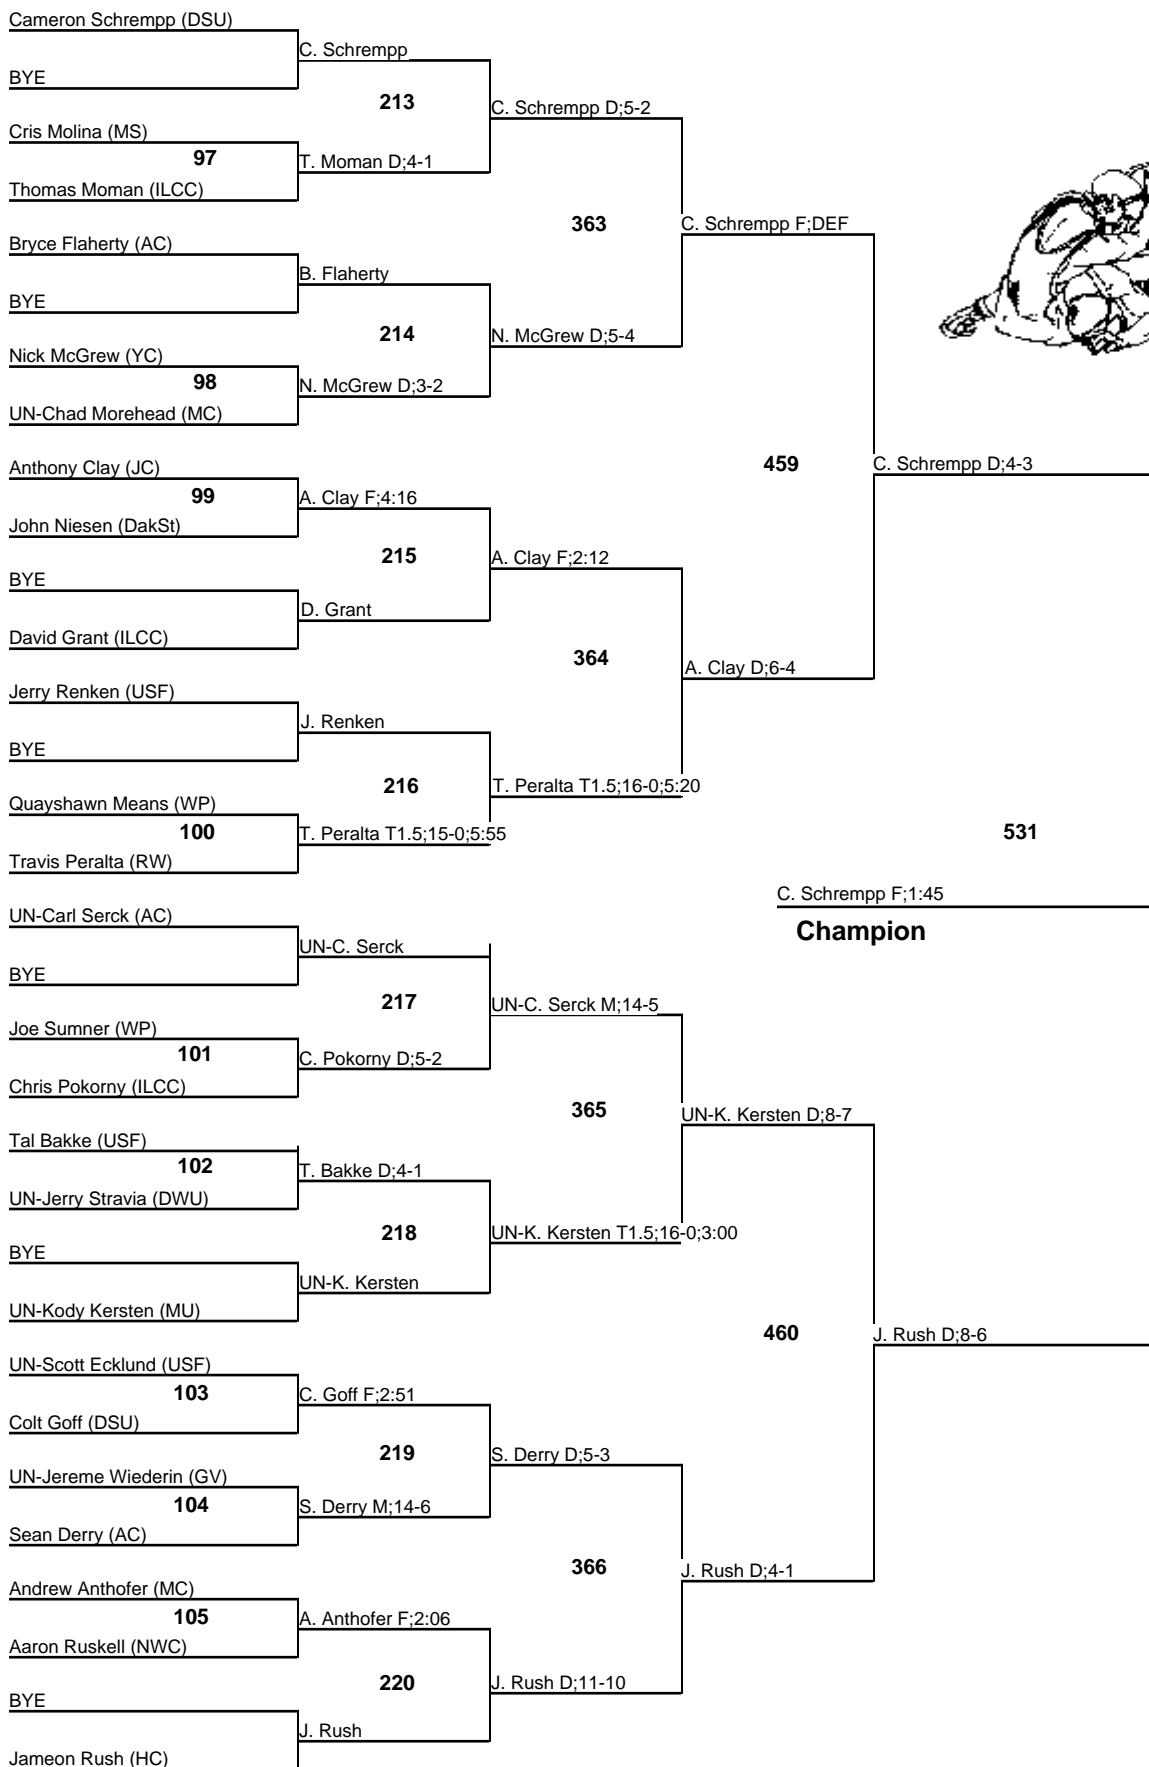 Cameron Schrempp (DSU)
C. Schrempp
BYE
213
C. Schrempp D;5-2
Cris Molina (MS)
97
T. Moman D;4-1
Thomas Moman (ILCC)
363
C. Schrempp F;DEF
Bryce Flaherty (AC)
B. Flaherty
BYE
214
N. McGrew D;5-4
Nick McGrew (YC)
98
N. McGrew D;3-2
UN-Chad Morehead (MC)
459
C. Schrempp D;4-3
Anthony Clay (JC)
99
A. Clay F;4:16
John Niesen (DakSt)
215
A. Clay F;2:12
BYE
D. Grant
David Grant (ILCC)
364
A. Clay D;6-4
Jerry Renken (USF)
J. Renken
BYE
216
T. Peralta T1.5;16-0;5:20
Quayshawn Means (WP)
100
T. Peralta T1.5;15-0;5:55
Travis Peralta (RW)
531
C. Schrempp F;1:45
Champion
UN-Carl Serck (AC)
UN-C. Serck
BYE
217
UN-C. Serck M;14-5
Joe Sumner (WP)
101
C. Pokorny D;5-2
Chris Pokorny (ILCC)
365
UN-K. Kersten D;8-7
Tal Bakke (USF)
102
T. Bakke D;4-1
UN-Jerry Stravia (DWU)
218
UN-K. Kersten T1.5;16-0;3:00
BYE
UN-K. Kersten
UN-Kody Kersten (MU)
460
J. Rush D;8-6
UN-Scott Ecklund (USF)
103
C. Goff F;2:51
Colt Goff (DSU)
219
S. Derry D;5-3
UN-Jereme Wiederin (GV)
104
S. Derry M;14-6
Sean Derry (AC)
366
J. Rush D;4-1
Andrew Anthofer (MC)
105
A. Anthofer F;2:06
Aaron Ruskell (NWC)
220
J. Rush D;11-10
BYE
J. Rush
Jameon Rush (HC)